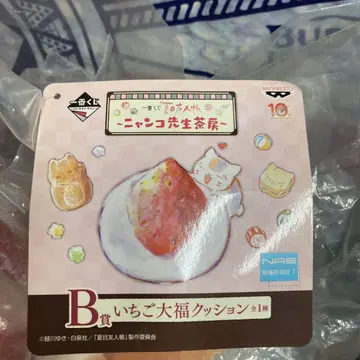 一番くじ
一番くじ 夏目友人帳
～ニャンコ先生茶房～
BANPRESTO
10th
B賞 いちご大福クッション 全1種
©緑川ゆき・白泉社／「夏目友人帳」製作委員会